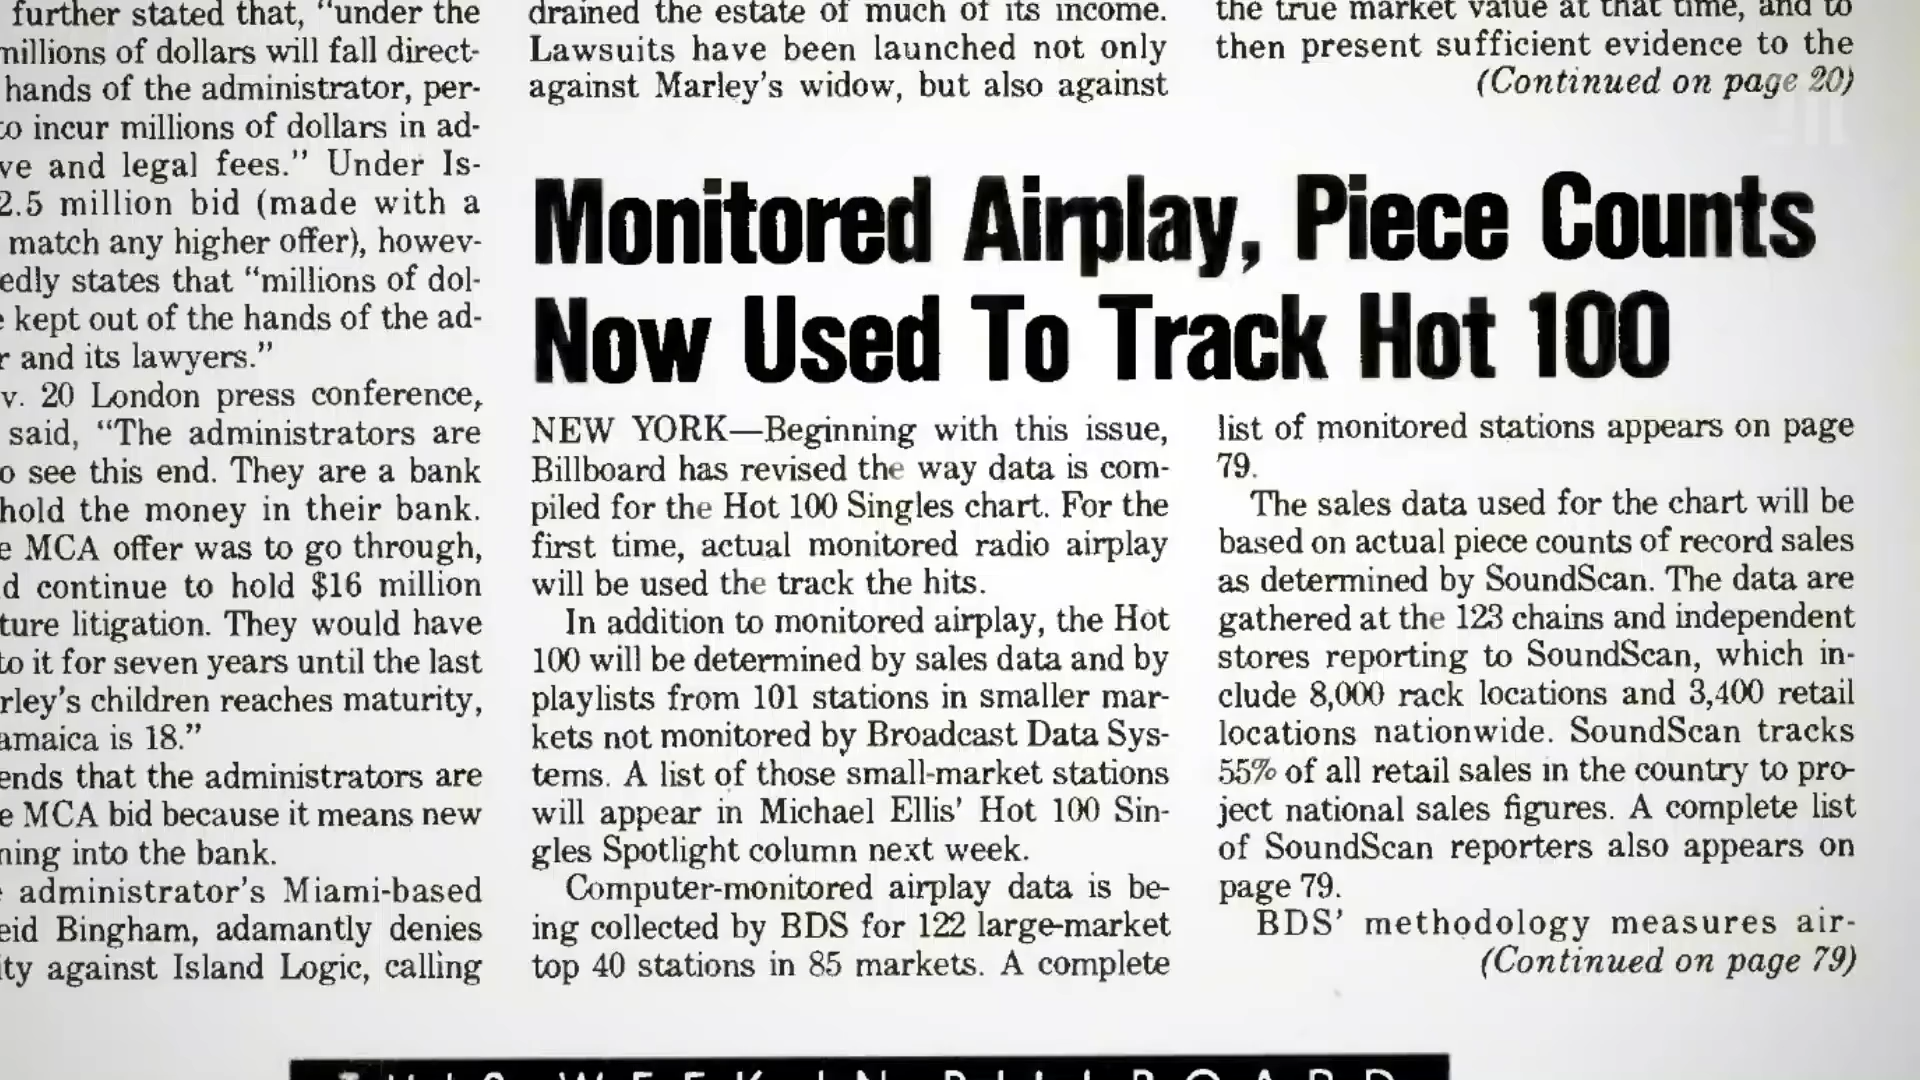 further stated that, "under the
millions of dollars will fall direct-
hands of the administrator, per-
to incur millions of dollars in ad-
ve and legal fees." Under Is-
2.5 million bid (made with a
match any higher offer), howev-
edly states that "millions of dol-
kept out of the hands of the ad-
r and its lawyers."
v. 20 London press conference,
said, "The administrators are
o see this end. They are a bank
hold the money in their bank.
e MCA offer was to go through,
d continue to hold $16 million
ture litigation. They would have
to it for seven years until the last
rley's children reaches maturity,
amaica is 18."
ends that the administrators are
e MCA bid because it means new
ning into the bank.
administrator's Miami-based
eid Bingham, adamantly denies
ity against Island Logic, calling
drained the estate of much of its income.
Lawsuits have been launched not only
against Marley's widow, but also against
the true market value at that time, and to
then present sufficient evidence to the
(Continued on page 20)
Monitored Airplay, Piece Counts
Now Used To Track Hot 100
NEW YORK—Beginning with this issue,
Billboard has revised the way data is com-
piled for the Hot 100 Singles chart. For the
first time, actual monitored radio airplay
will be used the track the hits.
In addition to monitored airplay, the Hot
100 will be determined by sales data and by
playlists from 101 stations in smaller mar-
kets not monitored by Broadcast Data Sys-
tems. A list of those small-market stations
will appear in Michael Ellis' Hot 100 Sin-
gles Spotlight column next week.
Computer-monitored airplay data is be-
ing collected by BDS for 122 large-market
top 40 stations in 85 markets. A complete
list of monitored stations appears on page
79.
The sales data used for the chart will be
based on actual piece counts of record sales
as determined by SoundScan. The data are
gathered at the 123 chains and independent
stores reporting to SoundScan, which in-
clude 8,000 rack locations and 3,400 retail
locations nationwide. SoundScan tracks
55% of all retail sales in the country to pro-
ject national sales figures. A complete list
of SoundScan reporters also appears on
page 79.
BDS' methodology measures air-
(Continued on page 79)
THIS WEEK IN BILLBOARD